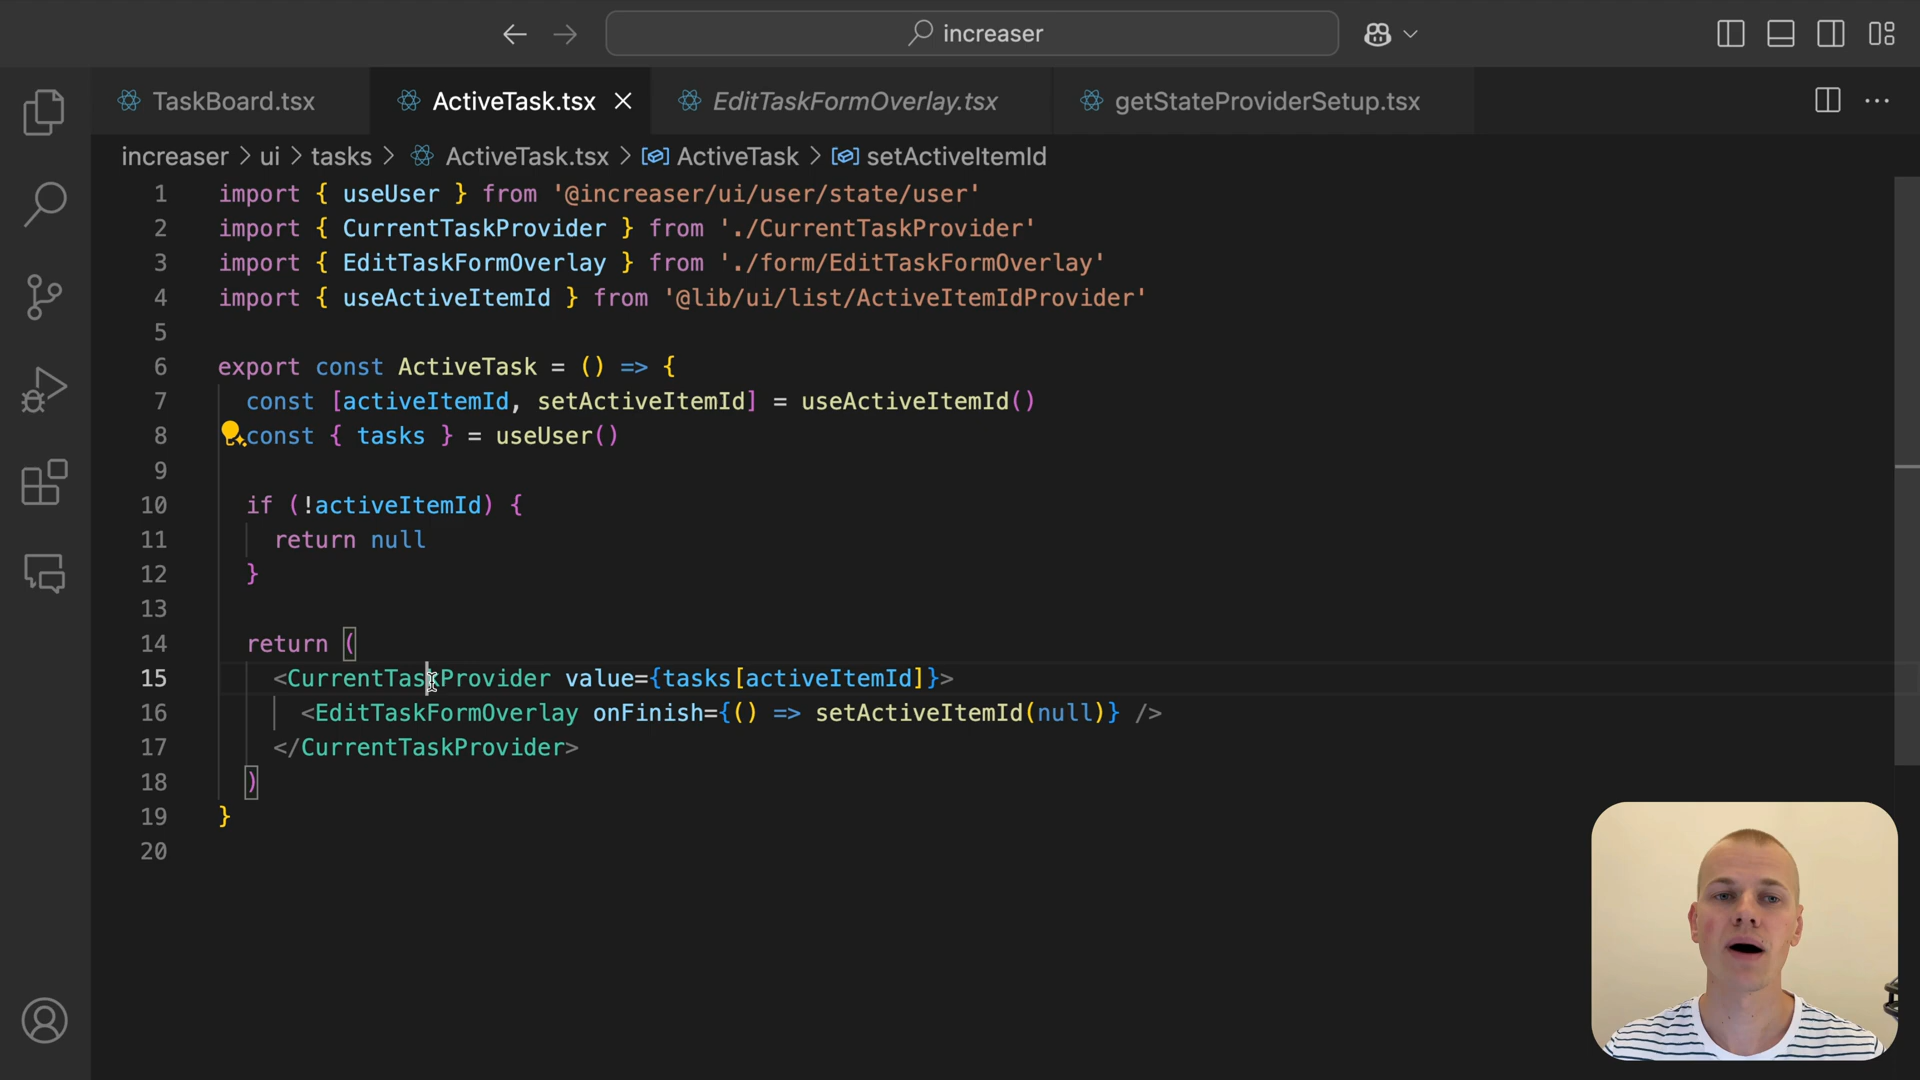 increaser
TaskBoard.tsx
ActiveTask.tsx
EditTaskFormOverlay.tsx
getStateProviderSetup.tsx
increaser > ui > tasks > ActiveTask.tsx > ActiveTask > setActiveItemId
1 import { useUser } from '@increaser/ui/user/state/user'
2 import { CurrentTaskProvider } from './CurrentTaskProvider'
3 import { EditTaskFormOverlay } from './form/EditTaskFormOverlay'
4 import { useActiveItemId } from '@lib/ui/list/ActiveItemIdProvider'
5
6 export const ActiveTask = () => {
7 const [activeItemId, setActiveItemId] = useActiveItemId()
8 const { tasks } = useUser()
9
10 if (!activeItemId) {
11 return null
12 }
13
14 return (
15 <CurrentTaskProvider value={tasks[activeItemId]}>
16 <EditTaskFormOverlay onFinish={() => setActiveItemId(null)} />
17 </CurrentTaskProvider>
18 )
19 }
20